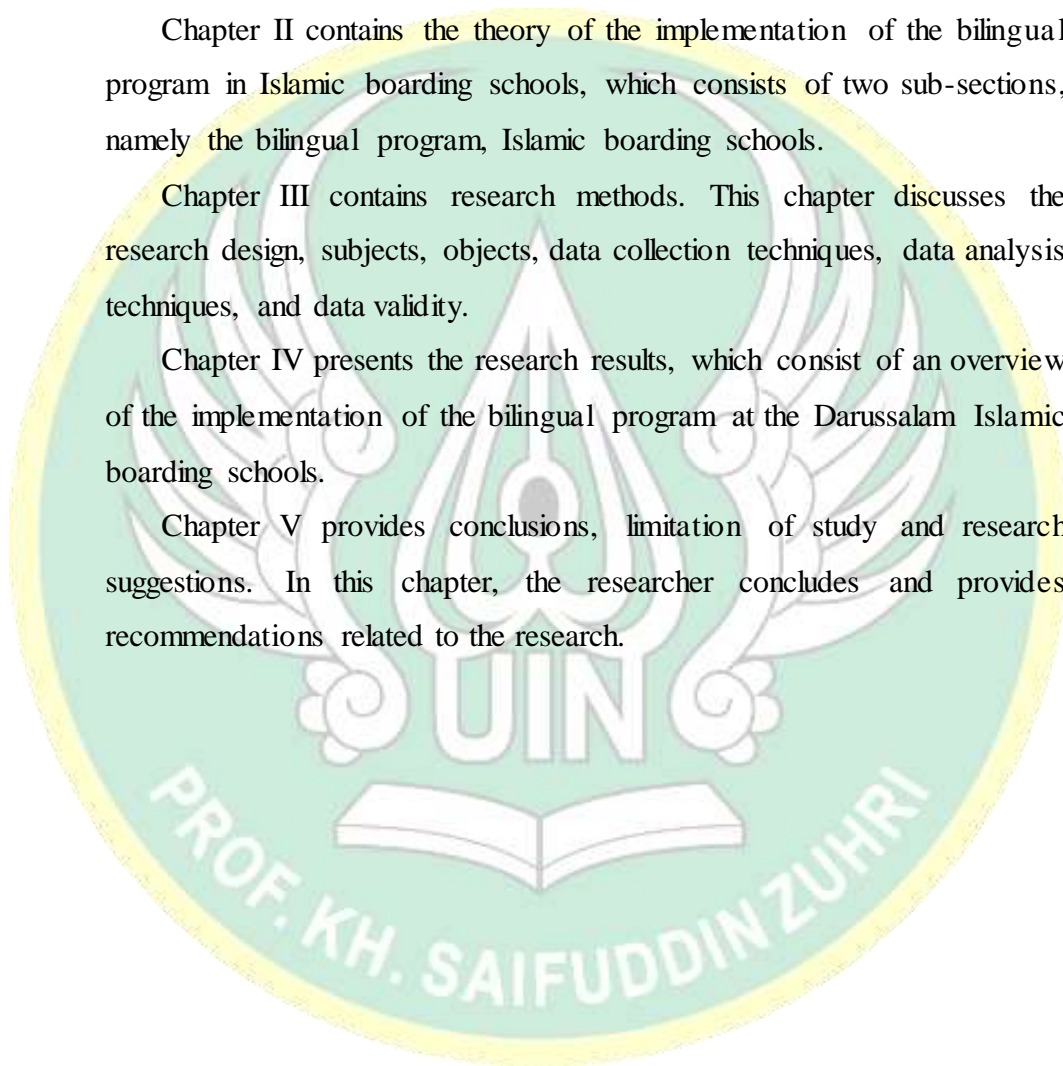 Chapter II contains the theory of the implementation of the bilingual
program in Islamic boarding schools, which consists of two sub-sections,
namely the bilingual program, Islamic boarding schools.
Chapter III contains research methods. This chapter discusses the
research design, subjects, objects, data collection techniques, data analysis
techniques, and data validity.
Chapter IV presents the research results, which consist of an overview
of the implementation of the bilingual program at the Darussalam Islamic
boarding schools.
Chapter V provides conclusions, limitation of study and research
suggestions. In this chapter, the researcher concludes and provides
recommendations related to the research.
UIN
PROF. KH. SAIFUDDIN ZUHRI